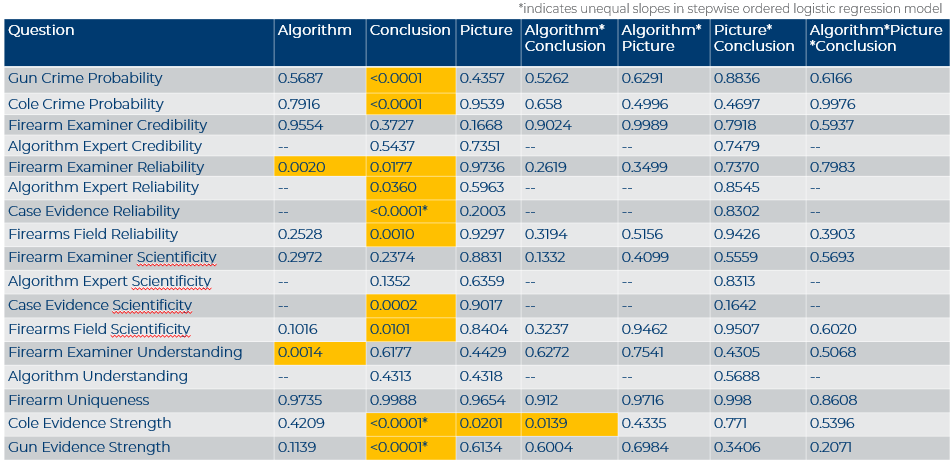 *indicates unequal slopes in stepwise ordered logistic regression model
Question Algorithm Conclusion Picture Algorithm* Conclusion Algorithm* Picture Picture* Conclusion Algorithm*Picture *Conclusion
Gun Crime Probability 0.5687 <0.0001 0.4357 0.5262 0.6291 0.8836 0.6166
Cole Crime Probability 0.7916 <0.0001 0.9539 0.658 0.4996 0.4697 0.9976
Firearm Examiner Credibility 0.9554 0.3727 0.1668 0.9024 0.9989 0.7918 0.5937
Algorithm Expert Credibility -- 0.5437 0.7351 -- -- 0.7479 --
Firearm Examiner Reliability 0.0020 0.0177 0.9736 0.2619 0.3499 0.7370 0.7983
Algorithm Expert Reliability -- 0.0360 0.5963 -- -- 0.8545 --
Case Evidence Reliability -- <0.0001* 0.2003 -- -- 0.8302 --
Firearms Field Reliability 0.2528 0.0010 0.9297 0.3194 0.5156 0.9426 0.3903
Firearm Examiner Scientificity 0.2972 0.2374 0.8831 0.1332 0.4099 0.5559 0.5693
Algorithm Expert Scientificity -- 0.1352 0.6359 -- -- 0.8313 --
Case Evidence Scientificity -- 0.0002 0.9017 -- -- 0.1642 --
Firearms Field Scientificity 0.1016 0.0101 0.8404 0.3237 0.9462 0.9507 0.6020
Firearm Examiner Understanding 0.0014 0.6177 0.4429 0.6272 0.7541 0.4305 0.5068
Algorithm Understanding -- 0.4313 0.4318 -- -- 0.5688 --
Firearm Uniqueness 0.9735 0.9988 0.9654 0.912 0.9716 0.998 0.8608
Cole Evidence Strength 0.4209 <0.0001* 0.0201 0.0139 0.4335 0.771 0.5396
Gun Evidence Strength 0.1139 <0.0001* 0.6134 0.6004 0.6984 0.3406 0.2071